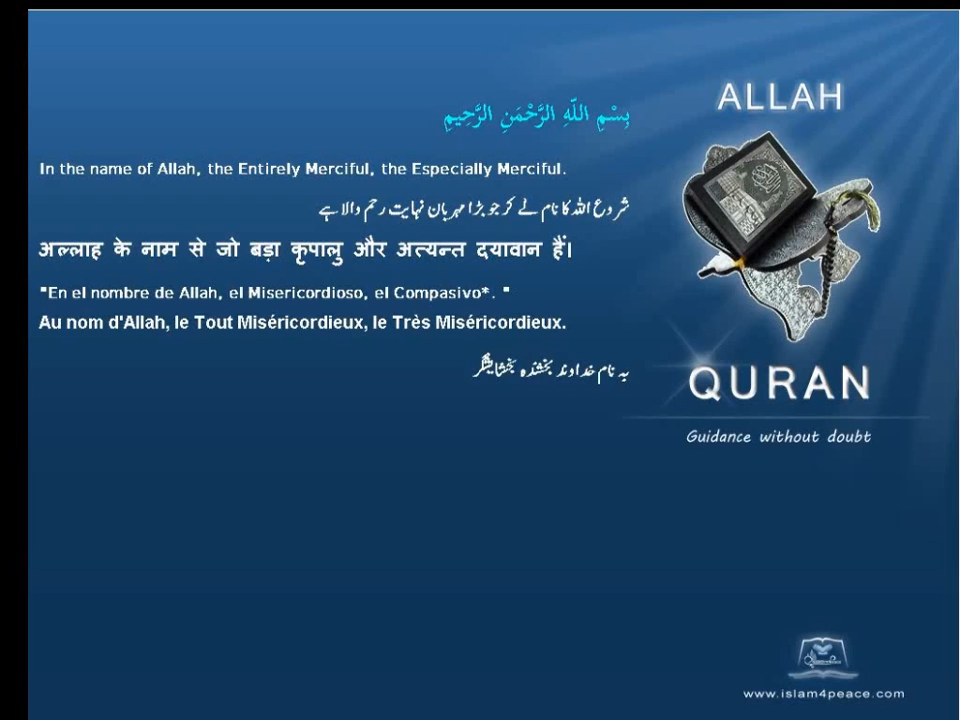 بِسْمِ اللَّهِ الرَّحْمَنِ الرَّحِيمِ
In the name of Allah, the Entirely Merciful, the Especially Merciful.
شروع الله کا نام لے کر جو بڑا مہربان نہایت رحم والا ہے
अल्लाह के नाम से जो बड़ा कृपालु और अत्यन्त दयावान हैं।
"En el nombre de Allah, el Misericordioso, el Compasivo*. "
Au nom d'Allah, le Tout Miséricordieux, le Très Miséricordieux.
به نام خداوند بخشنده بخشایشگر
ALLAH
QURAN
Guidance without doubt
www.islam4peace.com